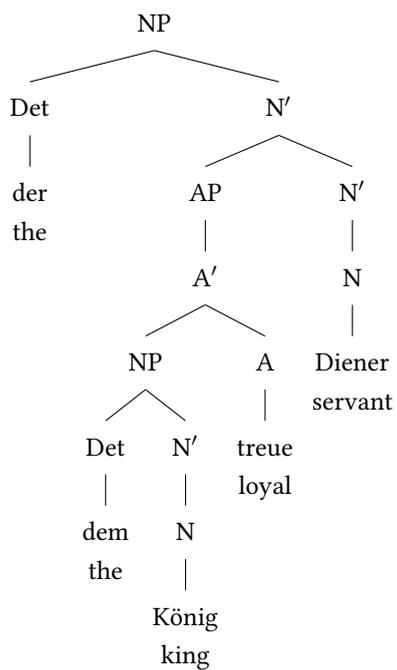 NP
Det N′
der AP N′
the
A′ N
NP A Diener
servant
Det N′ treue
loyal
dem N
the
König
king